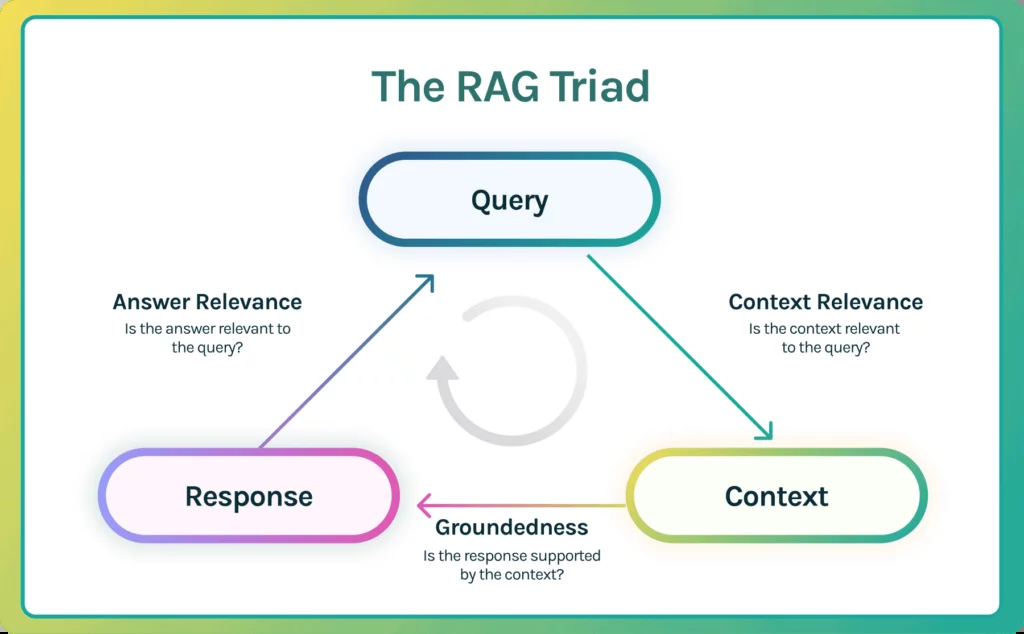 The RAG Triad
Query
Answer Relevance
Is the answer relevant to
the query?
Context Relevance
Is the context relevant
to the query?
Response
Context
Groundedness
Is the response supported
by the context?